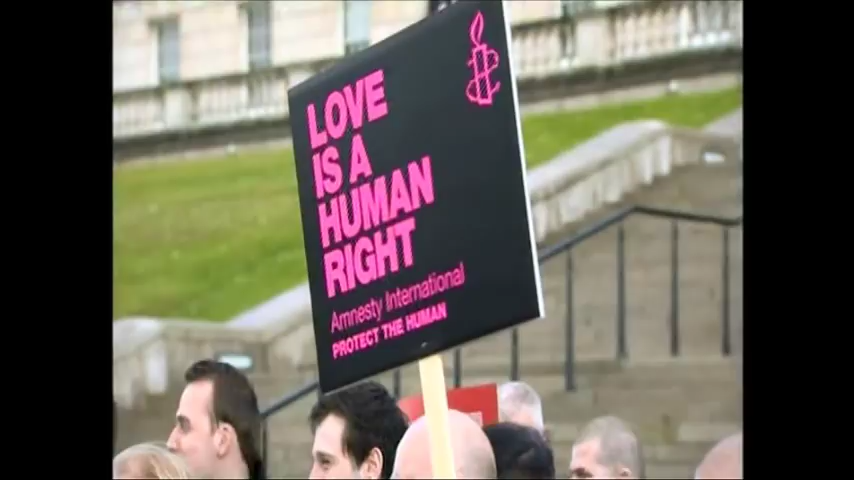 LOVE
IS A
HUMAN
RIGHT
Amnesty International
PROTECT THE HUMAN